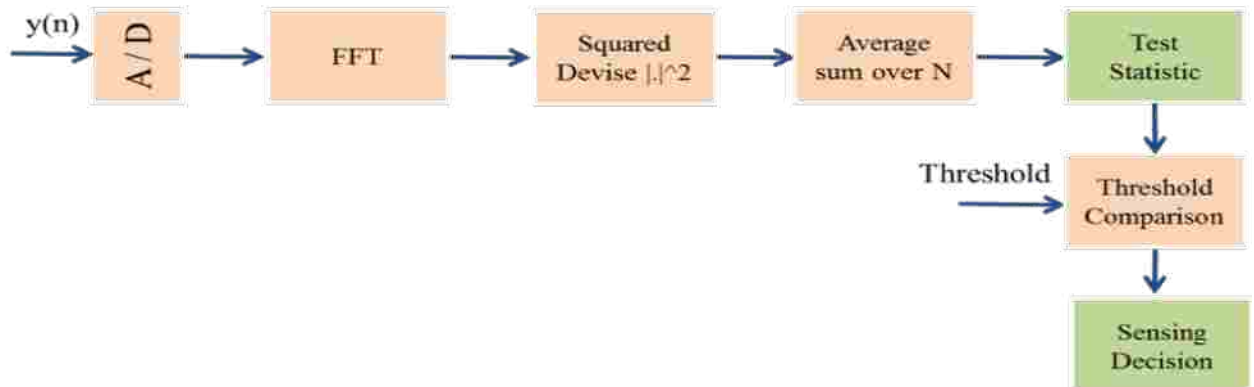 y(n)
A / D
FFT
Squared
Devise |.|^2
Average
sum over N
Test
Statistic
Threshold
Threshold
Comparison
Sensing
Decision